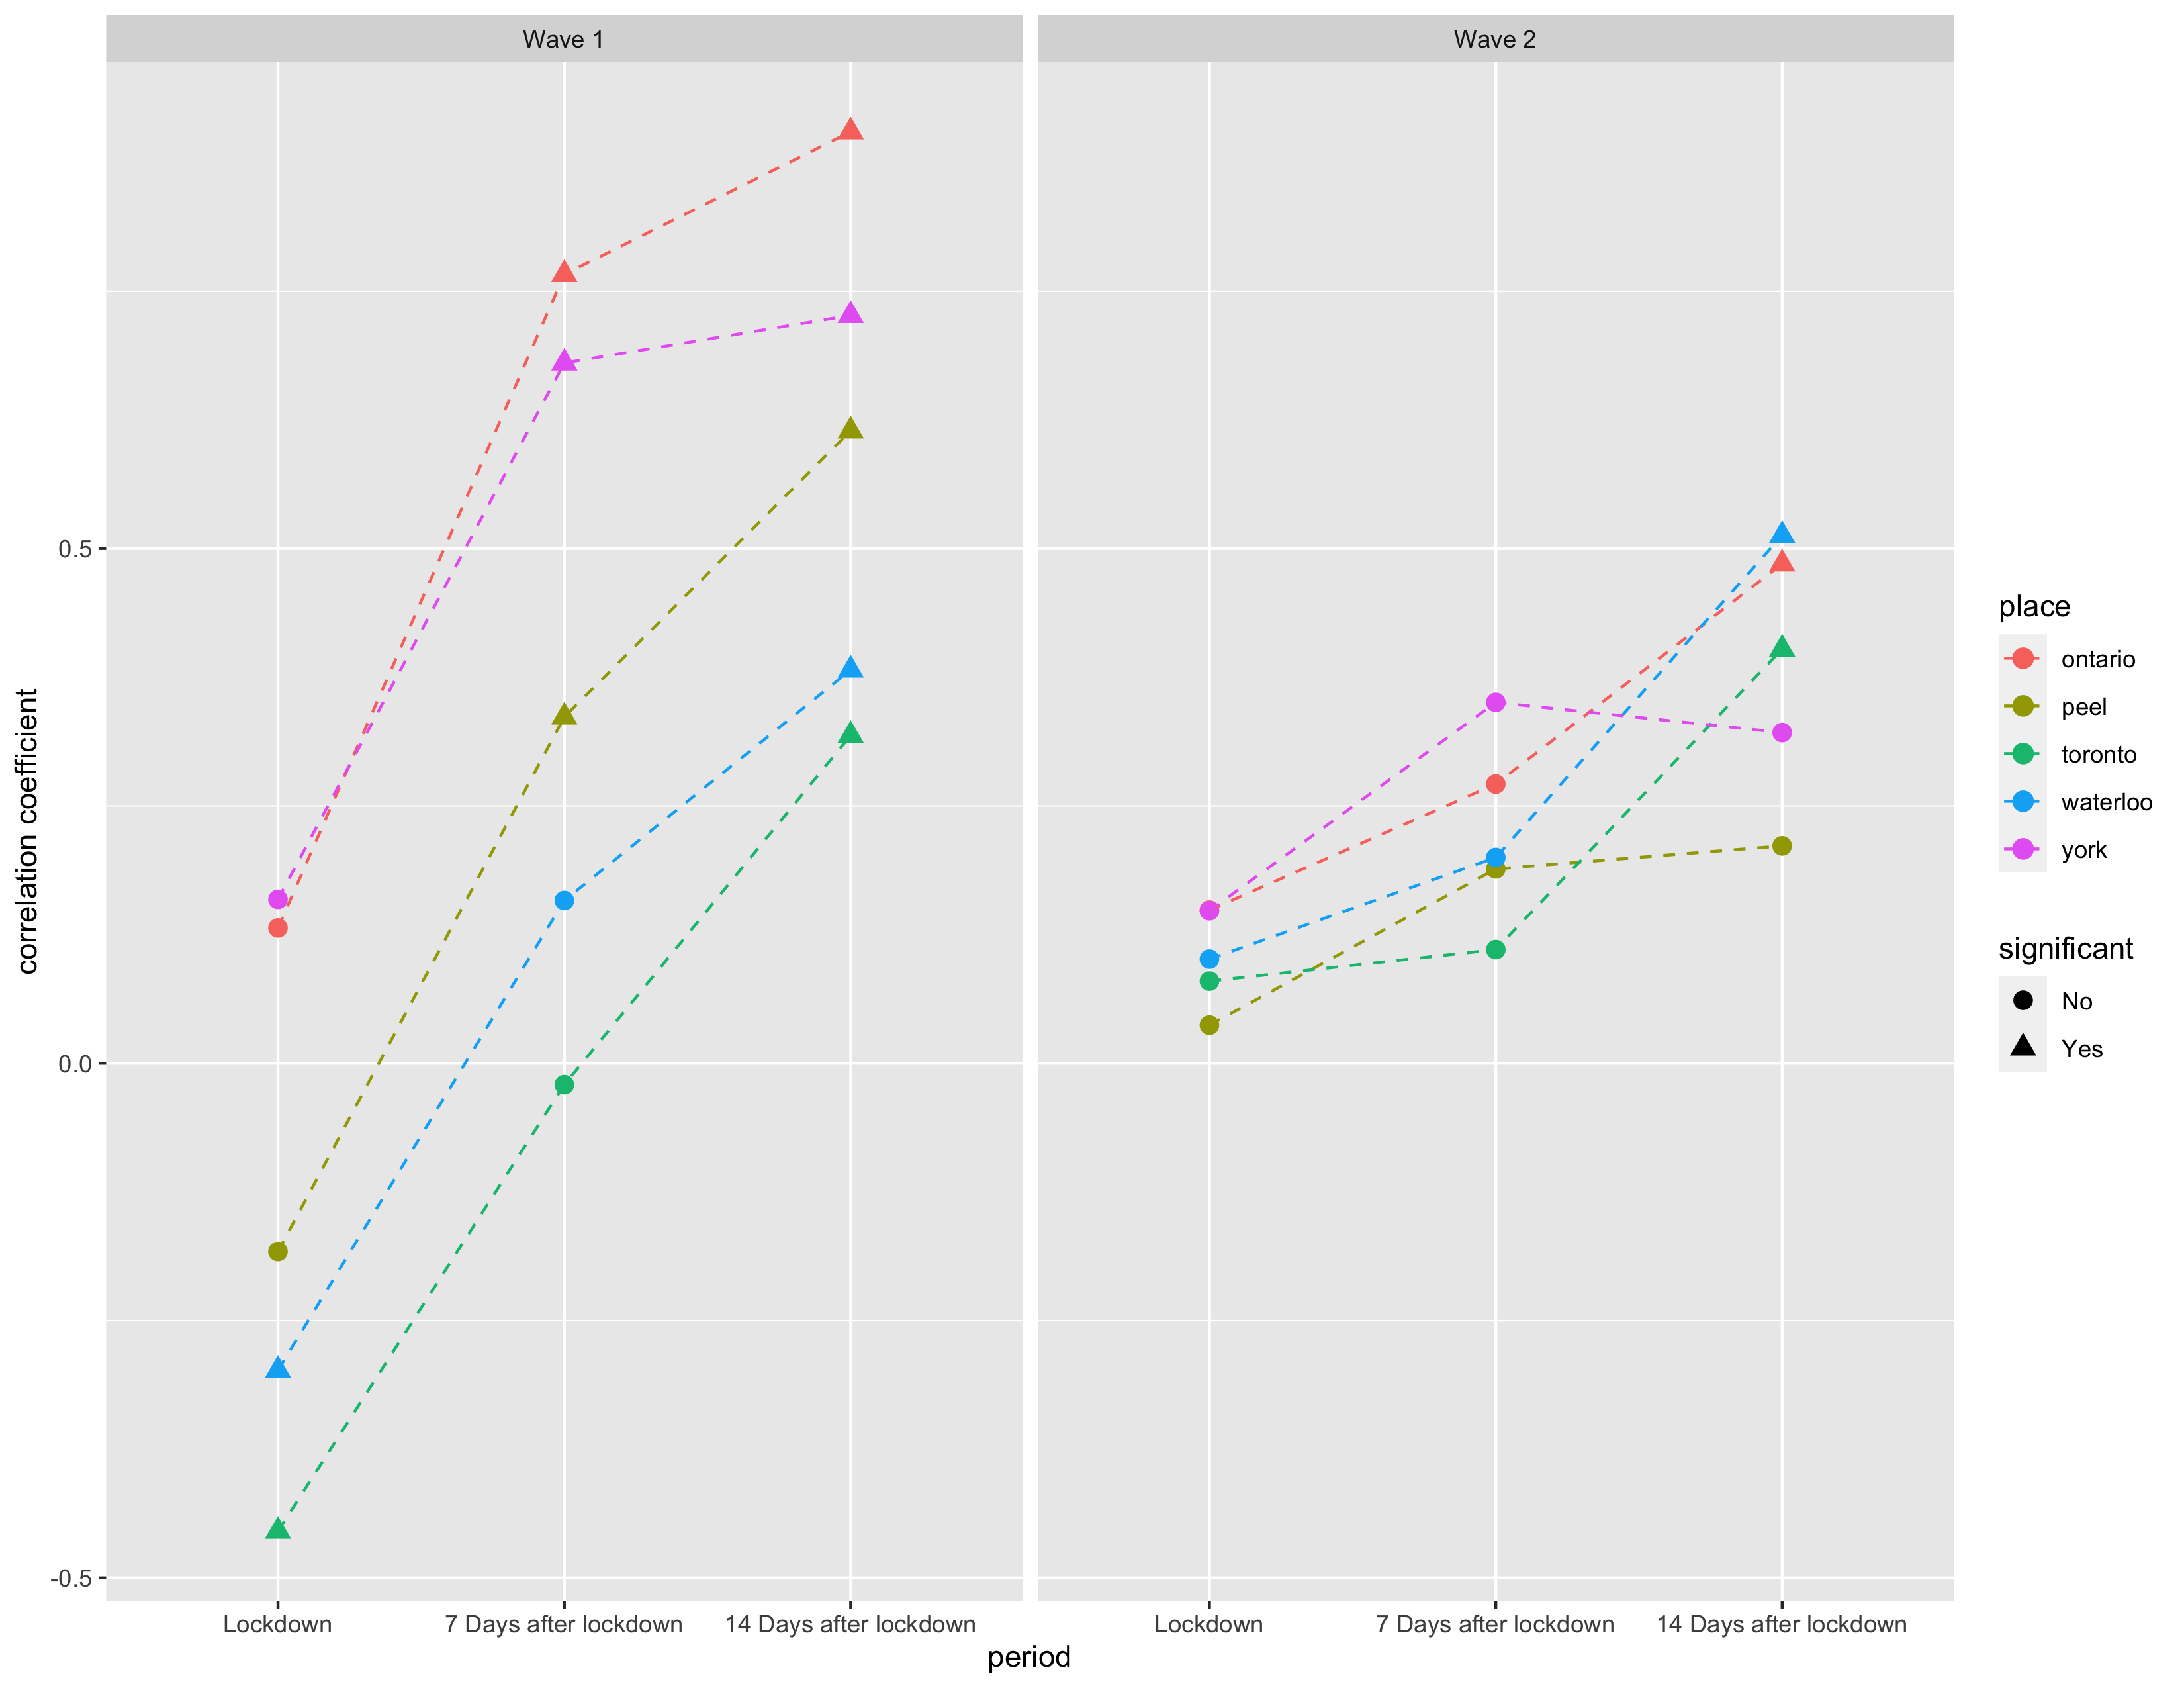 Wave 1
Wave 2
correlation coefficient
0.5
0.0
-0.5
Lockdown
7 Days after lockdown
14 Days after lockdown
Lockdown
7 Days after lockdown
14 Days after lockdown
period
place
ontario
peel
toronto
waterloo
york
significant
No
Yes